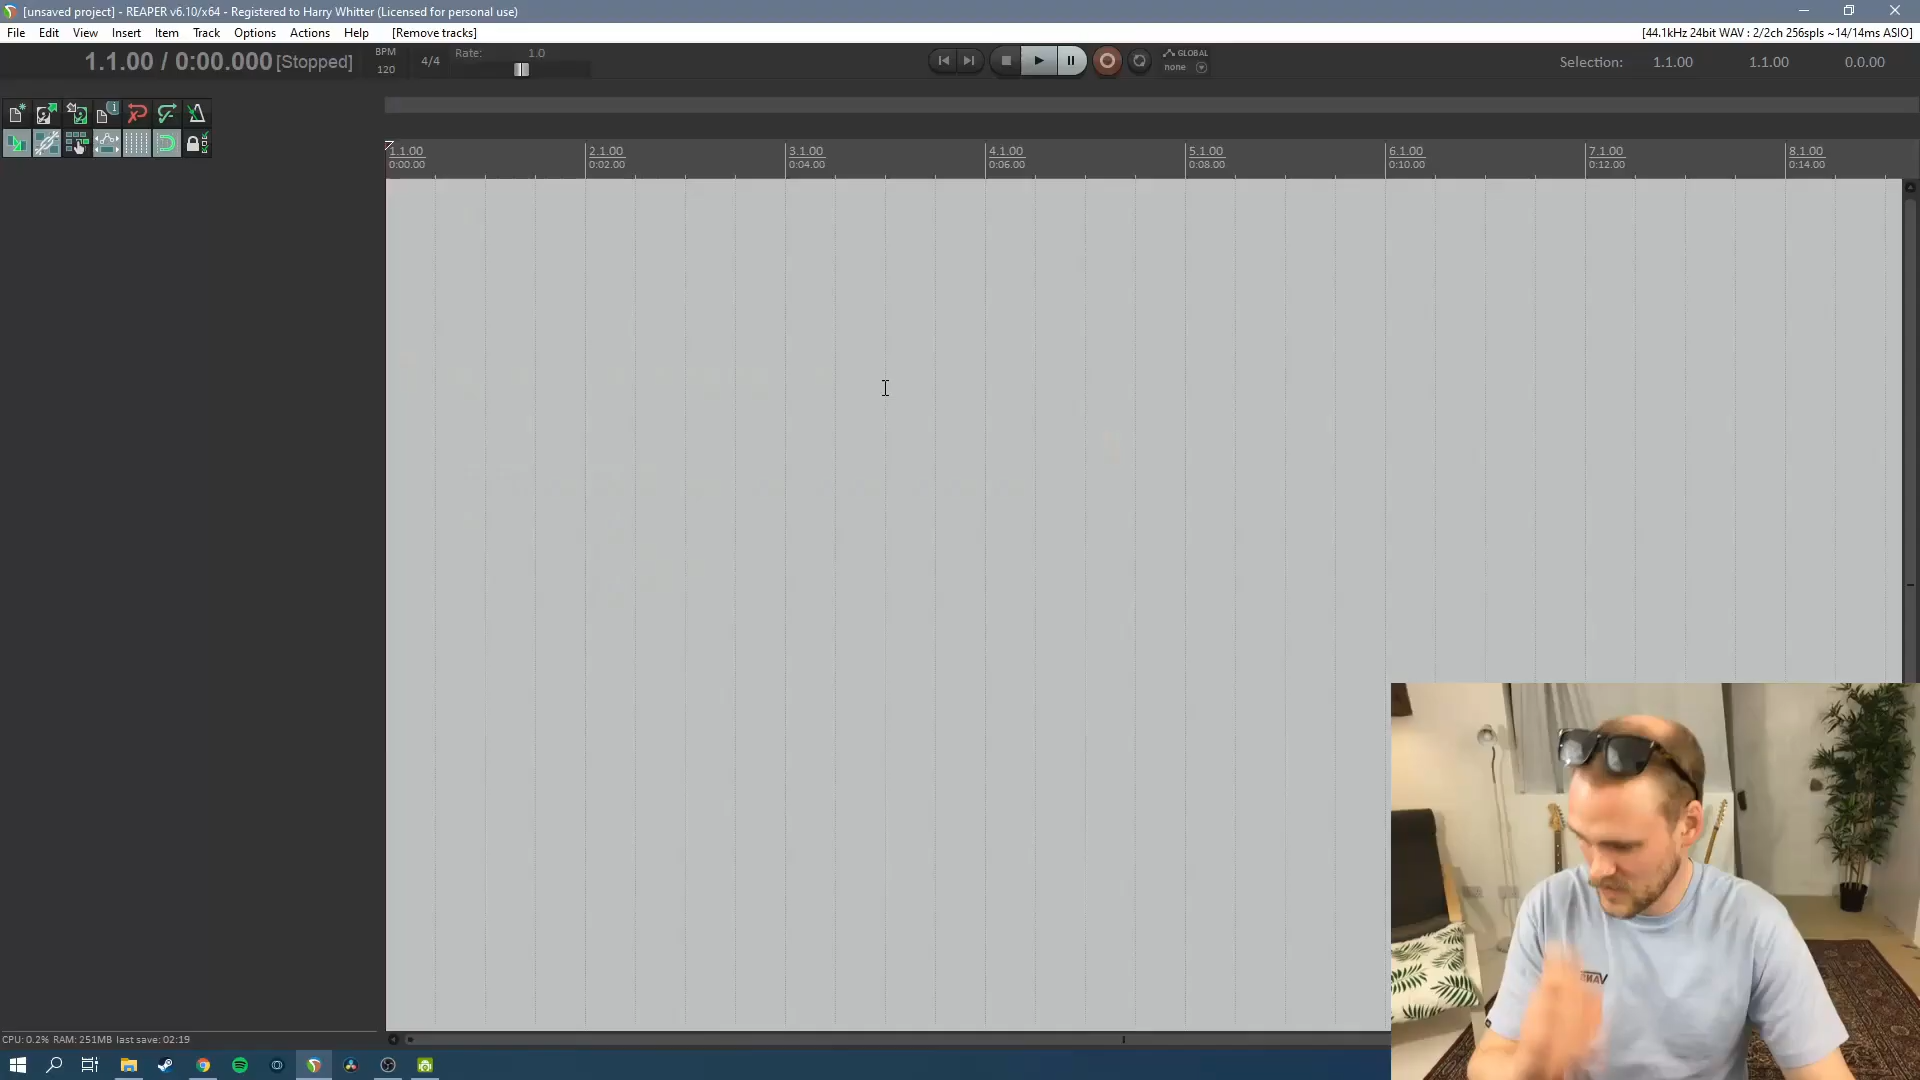 [unsaved project] - REAPER v6.10/x64 - Registered to Harry Whitter (Licensed for personal use)
File Edit View Insert Item Track Options Actions Help [Remove tracks] [44.1kHz 24bit WAV : 2/2ch 256spls ~14/14ms ASIO]
1.1.00 / 0:00.000 [Stopped]
BPM
120
4/4
Rate: 1.0
GLOBAL
none
Selection: 1.1.00 1.1.00 0.0.00
1.1.00 2.1.00 3.1.00 4.1.00 5.1.00 6.1.00 7.1.00 8.1.00
0:00.00 0:02.00 0:04.00 0:06.00 0:08.00 0:10.00 0:12.00 0:14.00
CPU: 0.2% RAM: 251MB last save: 02:19